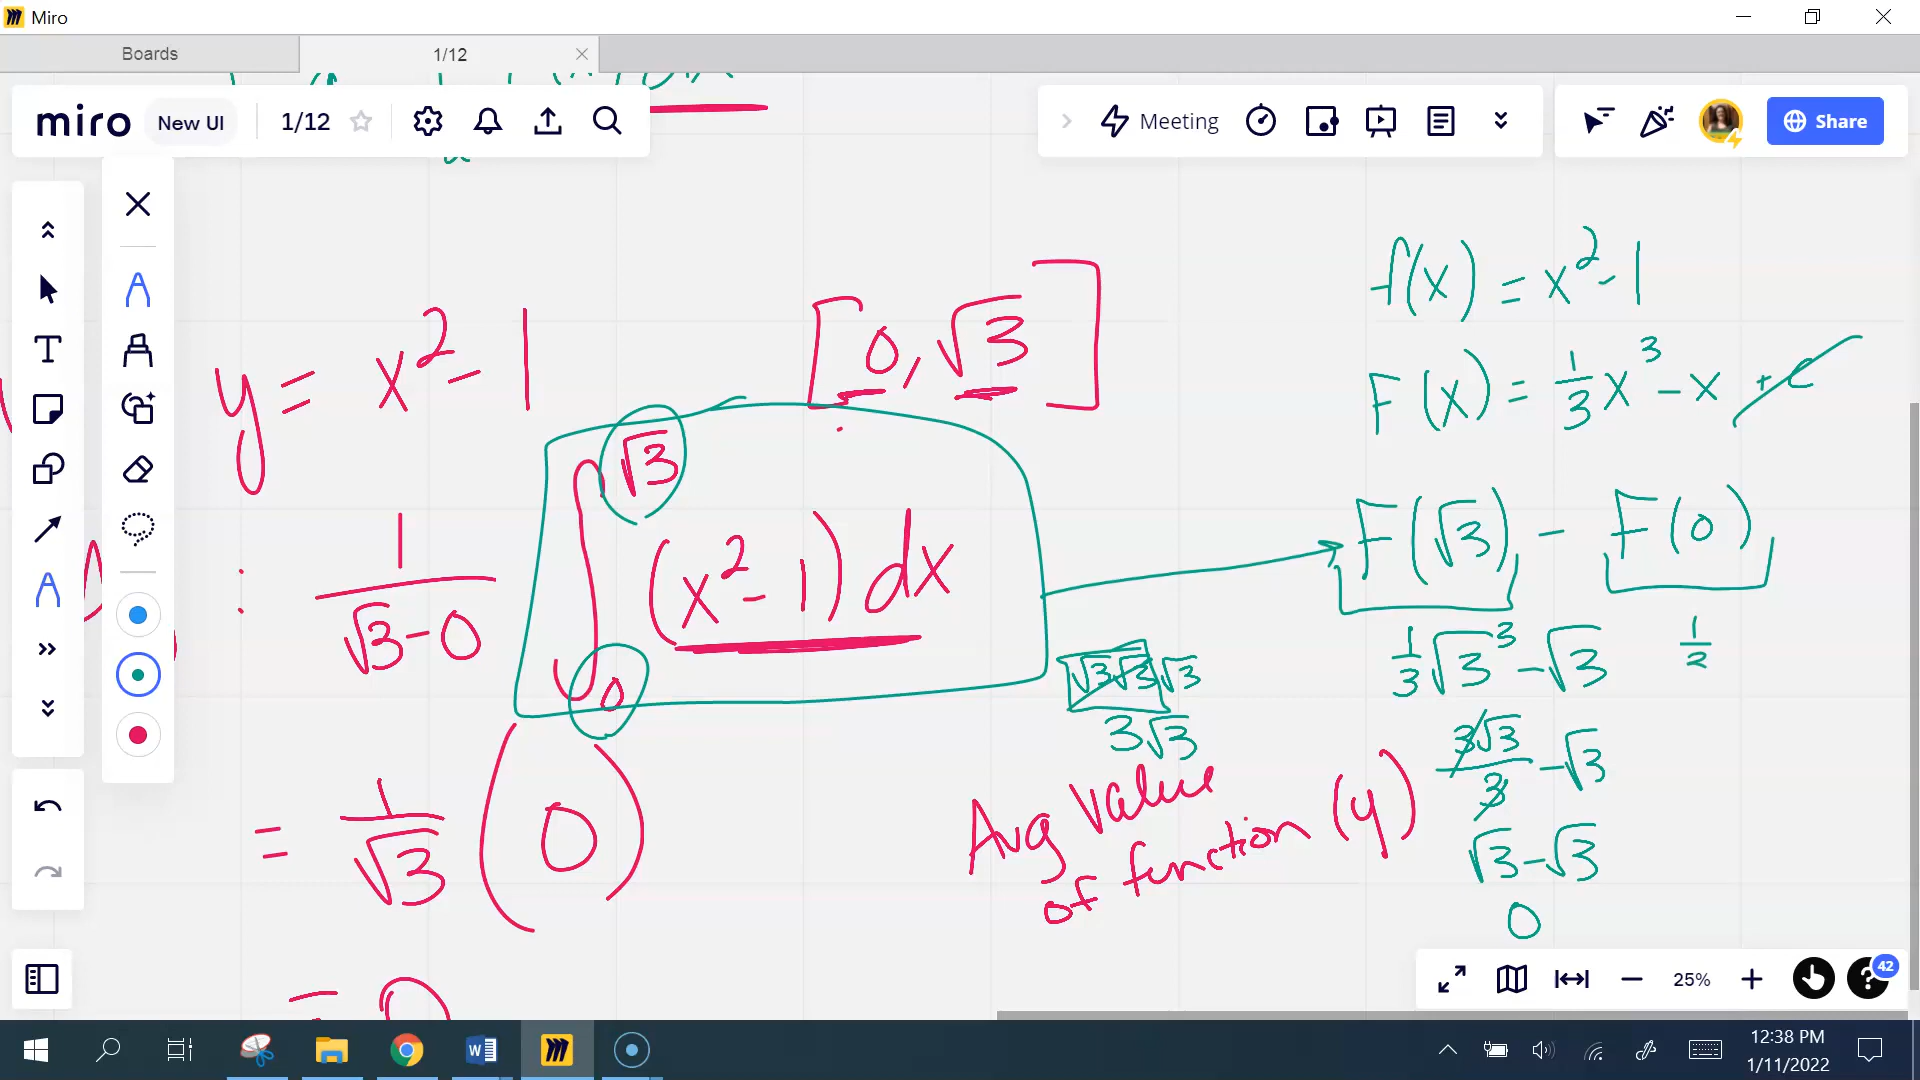 Miro
Boards
1/12
miro New UI 1/12
Meeting
Share
y = x² - 1
[0, √3]
f(x) = x² - 1
F(x) = 1/3 x³ - x + c
1/(√3 - 0) ∫₀^√3 (x² - 1) dx
F(√3) - F(0)
1/3 √3³ - √3
1/2
√3 √3 √3
3√3
3√3/3 - √3
√3 - √3
0
= 1/√3 (0)
Avg Value
of function (y)
= 0
25%
42
12:38 PM
1/11/2022